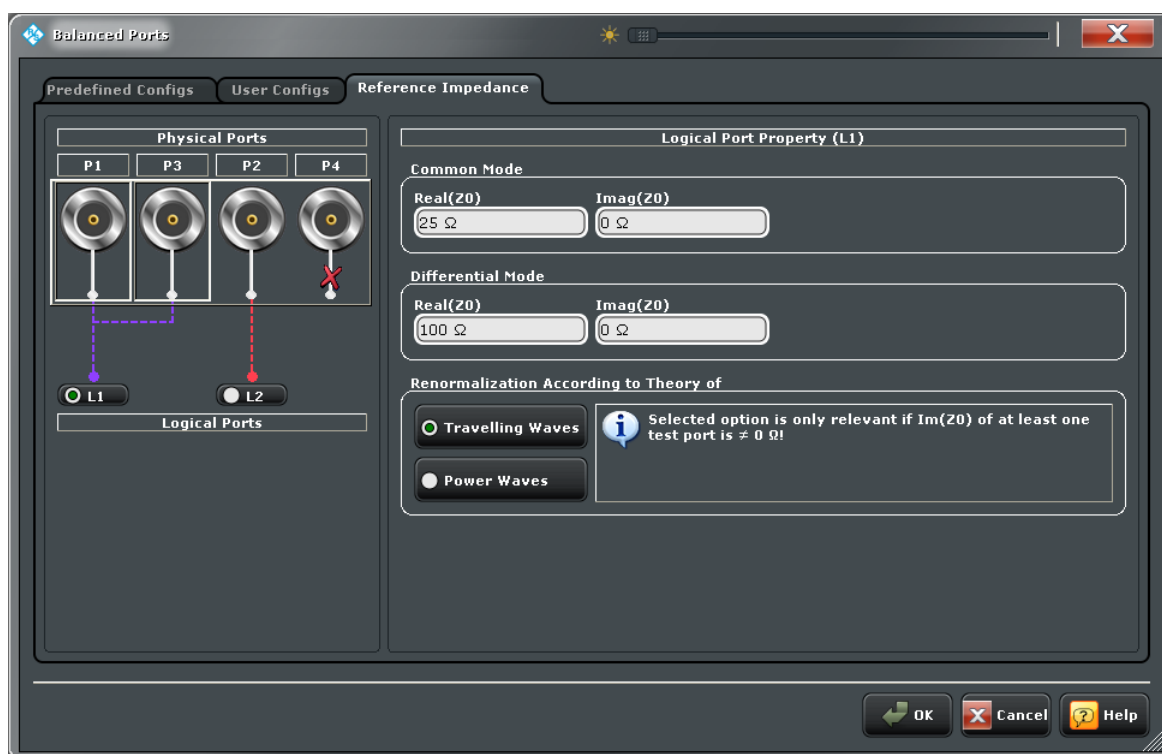 Balanced Ports
Predefined Configs
User Configs
Reference Impedance
Physical Ports
P1
P3
P2
P4
L1
L2
Logical Ports
Logical Port Property (L1)
Common Mode
Real(Z0)
Imag(Z0)
25 Ω
0 Ω
Differential Mode
Real(Z0)
Imag(Z0)
100 Ω
0 Ω
Renormalization According to Theory of
Travelling Waves
Power Waves
Selected option is only relevant if Im(Z0) of at least one
test port is ≠ 0 Ω!
OK
Cancel
Help